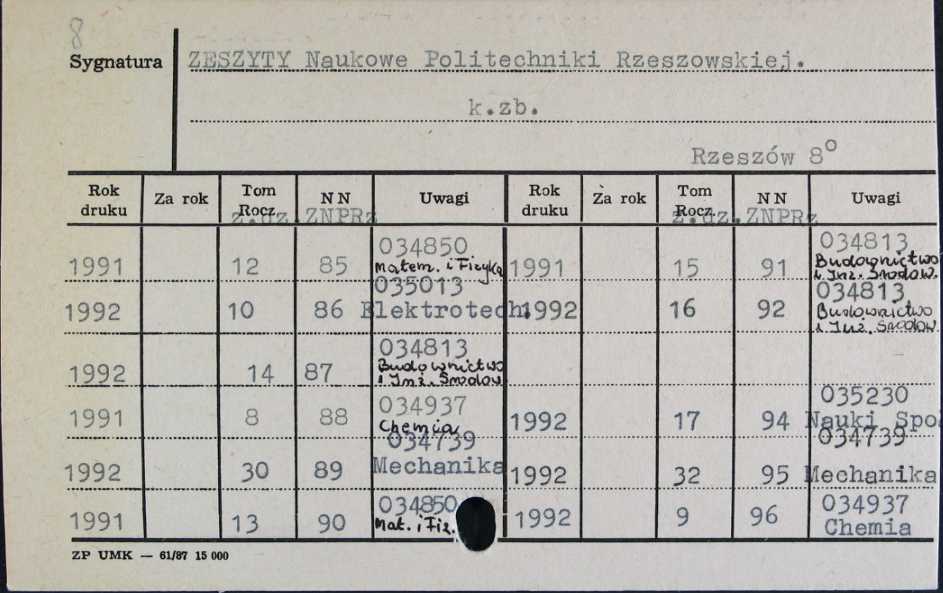 8
Sygnatura ZESZYTY Naukowe Politechniki Rzeszowskiej.
k.zb.
Rzeszów 8°
Rok druku Za rok Tom Rocz. N N Uwagi Rok druku Za rok Tom Rocz. N N Uwagi
z.dz. ZNPRz z.dz. ZNPRz
1991 12 85 034850 Matem. i Fizyka 1991 15 91 034813 Budownictwo i Inż. Środow.
1992 10 86 035013 Elektrotech. 1992 16 92 034813 Budownictwo i Inż. Środow.
1992 14 87 034813 Budownictwo i Inż. Środow.
1991 8 88 034937 Chemia 1992 17 94 035230 Nauki Spo
1992 30 89 034739 Mechanika 1992 32 95 034739 Mechanika
1991 13 90 034850 Mat. i Fiz. 1992 9 96 034937 Chemia
ZP UMK — 61/87 15 000